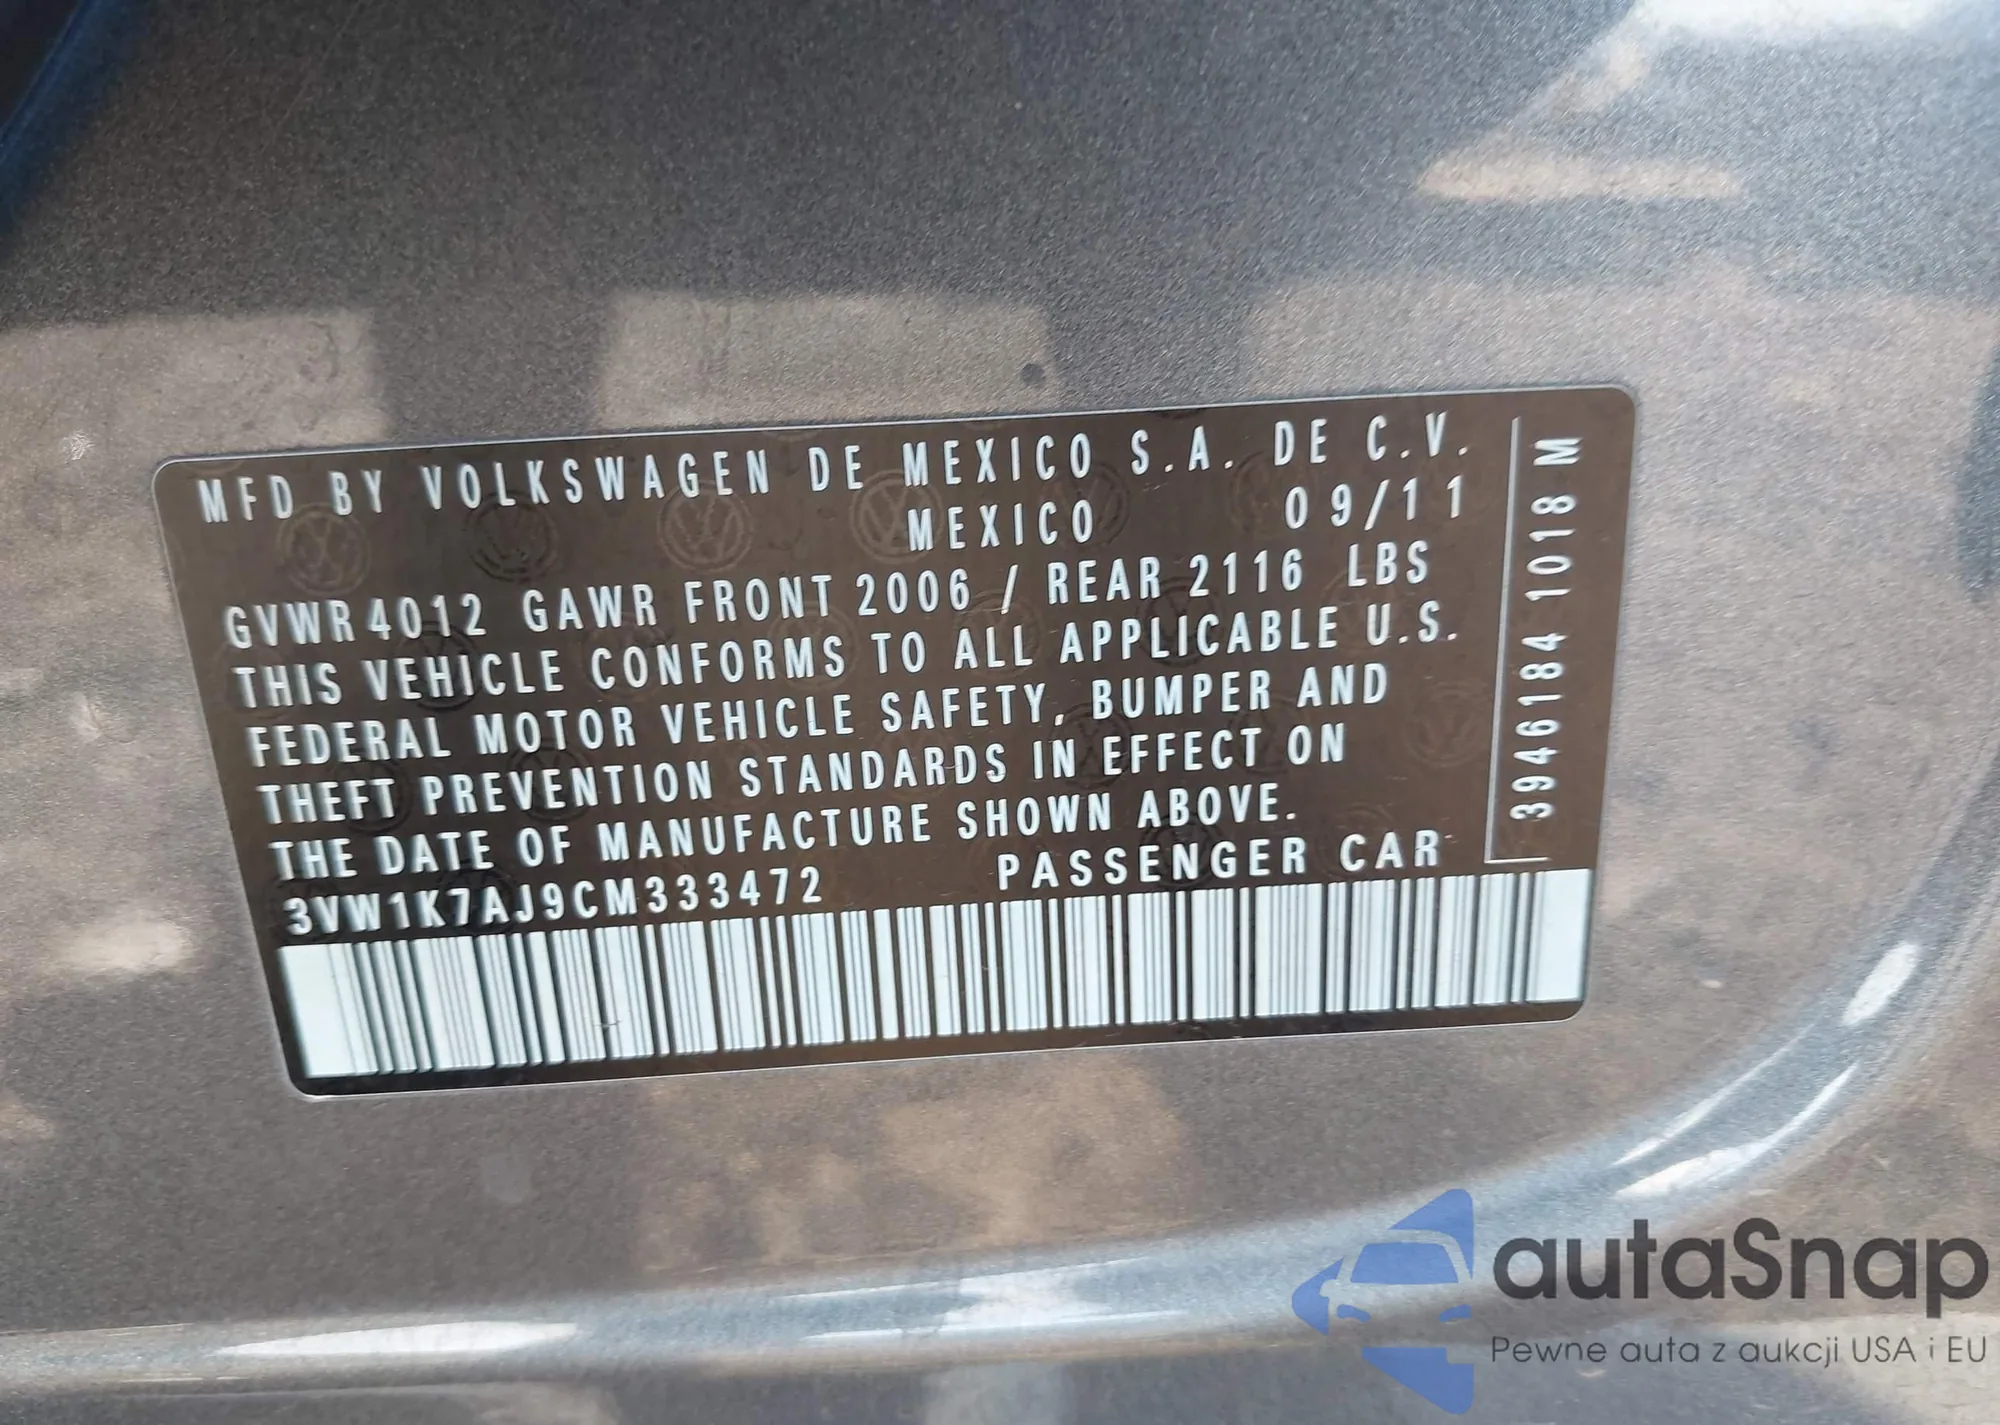 MFD BY VOLKSWAGEN DE MEXICO S.A. DE C.V.
MEXICO 09/11
GVWR 4012 GAWR FRONT 2006 / REAR 2116 LBS
THIS VEHICLE CONFORMS TO ALL APPLICABLE U.S.
FEDERAL MOTOR VEHICLE SAFETY, BUMPER AND
THEFT PREVENTION STANDARDS IN EFFECT ON
THE DATE OF MANUFACTURE SHOWN ABOVE.
3VW1K7AJ9CM333472 PASSENGER CAR
3946184 1018 M
autaSnap
Pewne auta z aukcji USA i EU